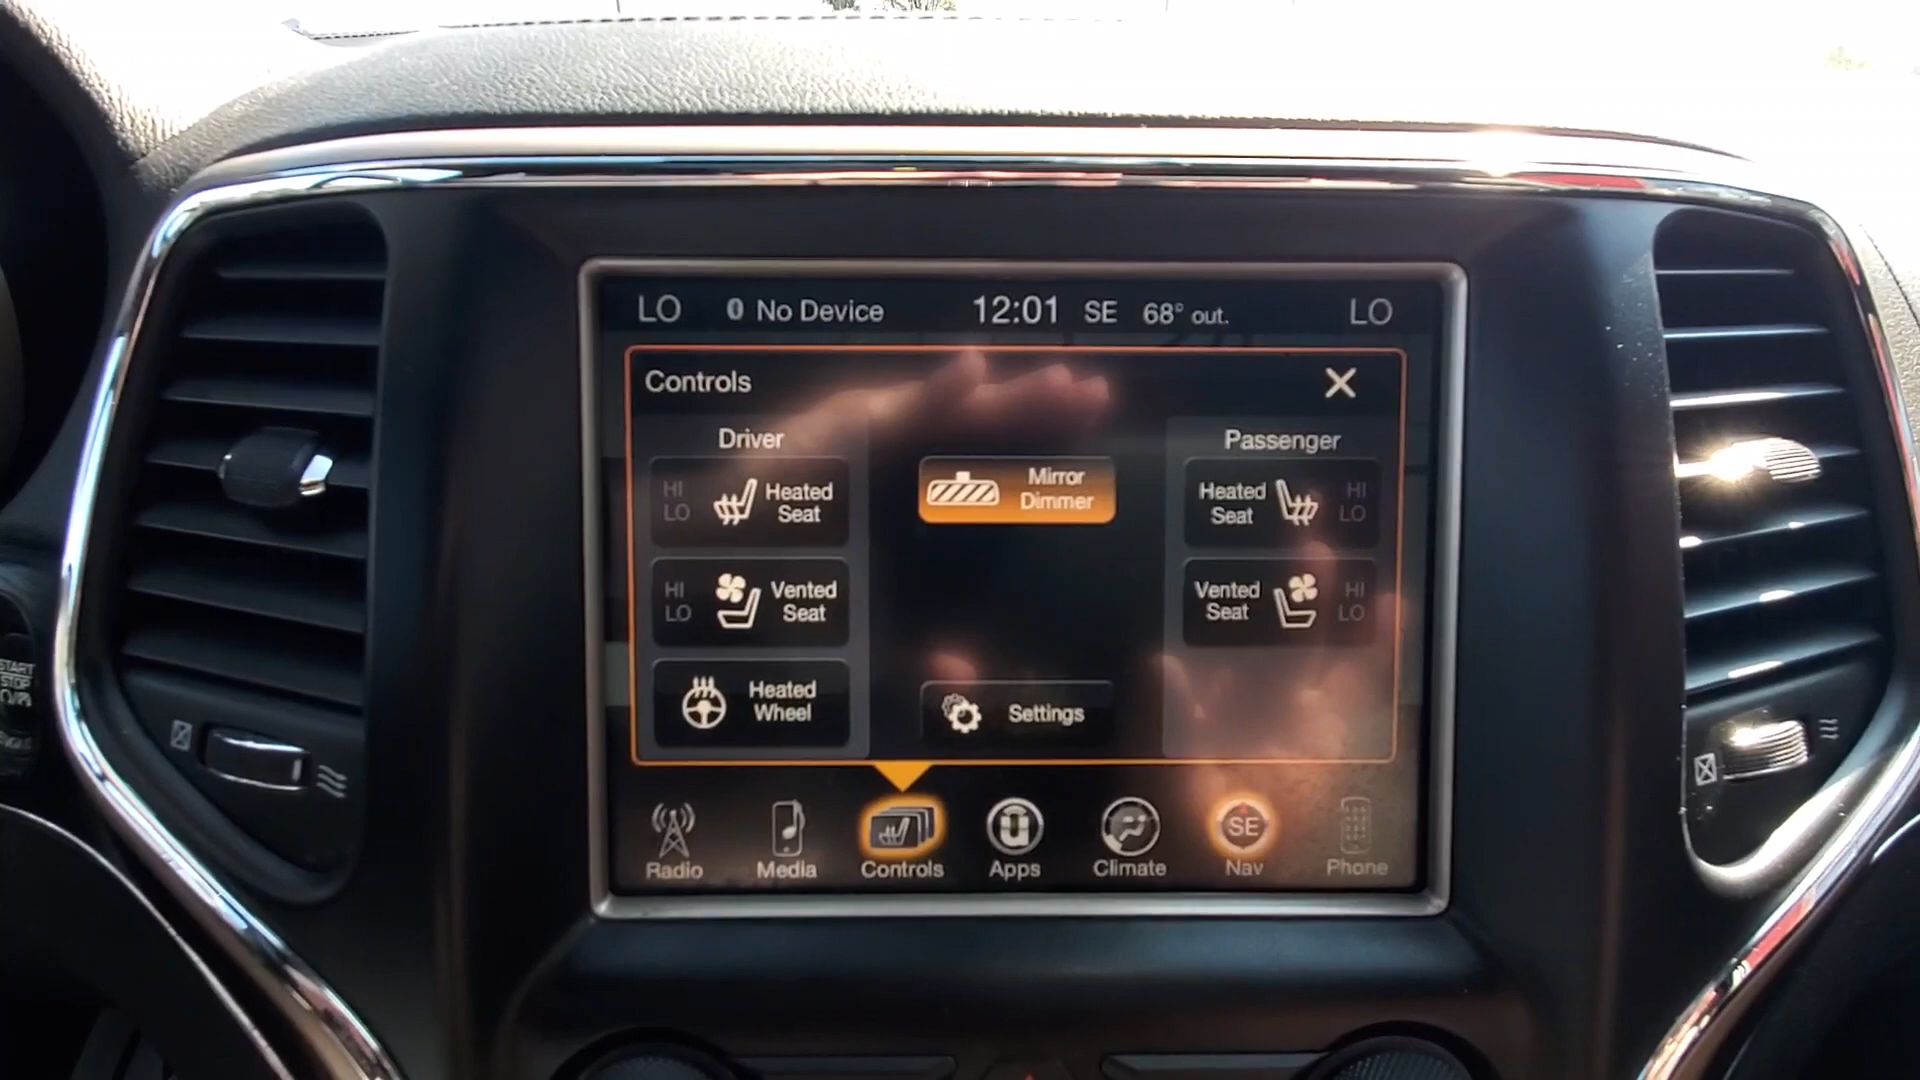 LO No Device 12:01 SE 68° out. LO
Controls
Driver
Passenger
HI
LO
Heated
Seat
Mirror
Dimmer
Heated
Seat
HI
LO
HI
LO
Vented
Seat
Vented
Seat
HI
LO
Heated
Wheel
Settings
START
STOP
SE
Radio Media Controls Apps Climate Nav Phone